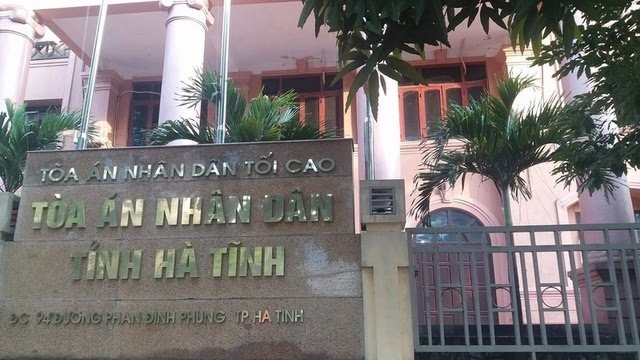 TÒA ÁN NHÂN DÂN TỐI CAO
TÒA ÁN NHÂN DÂN
TỈNH HÀ TĨNH
ĐC 94 ĐƯỜNG PHAN ĐÌNH PHÙNG - TP HÀ TĨNH